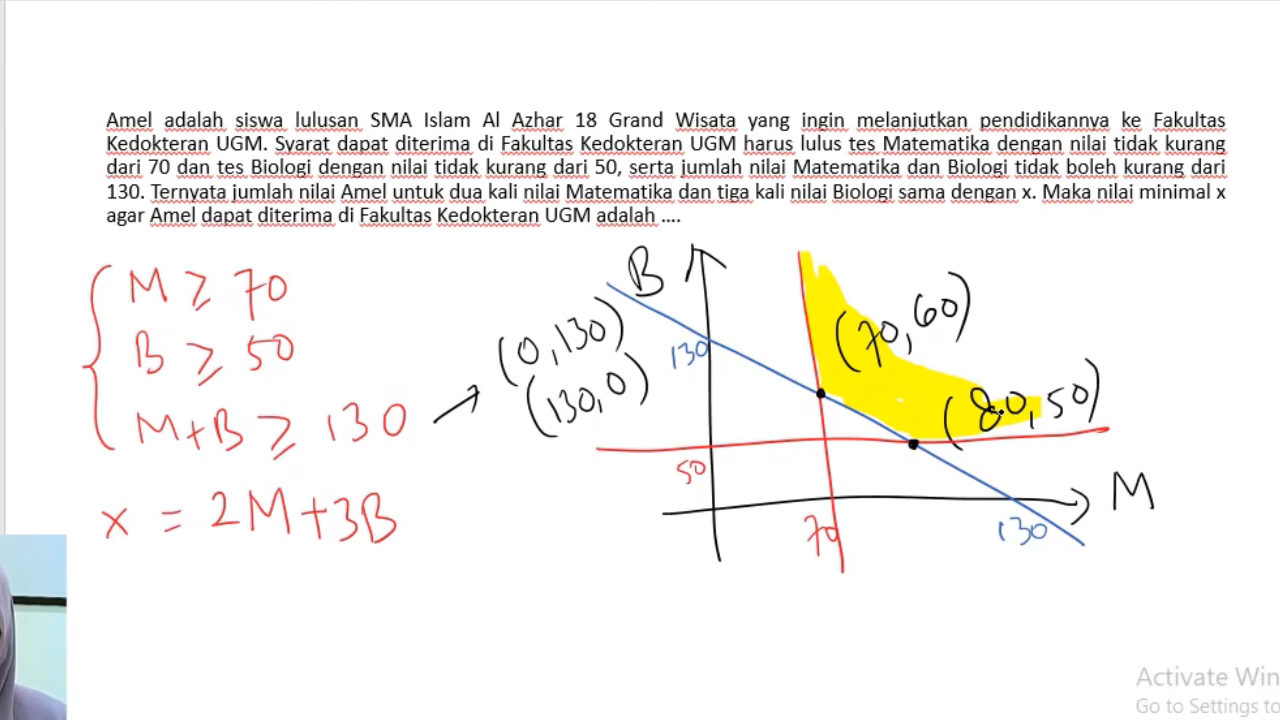 Amel adalah siswa lulusan SMA Islam Al Azhar 18 Grand Wisata yang ingin melanjutkan pendidikannya ke Fakultas
Kedokteran UGM. Syarat dapat diterima di Fakultas Kedokteran UGM harus lulus tes Matematika dengan nilai tidak kurang
dari 70 dan tes Biologi dengan nilai tidak kurang dari 50, serta jumlah nilai Matematika dan Biologi tidak boleh kurang dari
130. Ternyata jumlah nilai Amel untuk dua kali nilai Matematika dan tiga kali nilai Biologi sama dengan x. Maka nilai minimal x
agar Amel dapat diterima di Fakultas Kedokteran UGM adalah ....
M ≥ 70
B ≥ 50
M+B ≥ 130
x = 2M+3B
(0,130)
(130,0)
B
130
50
70
130
M
(70,60)
(80,50)
Activate Win
Go to Settings to